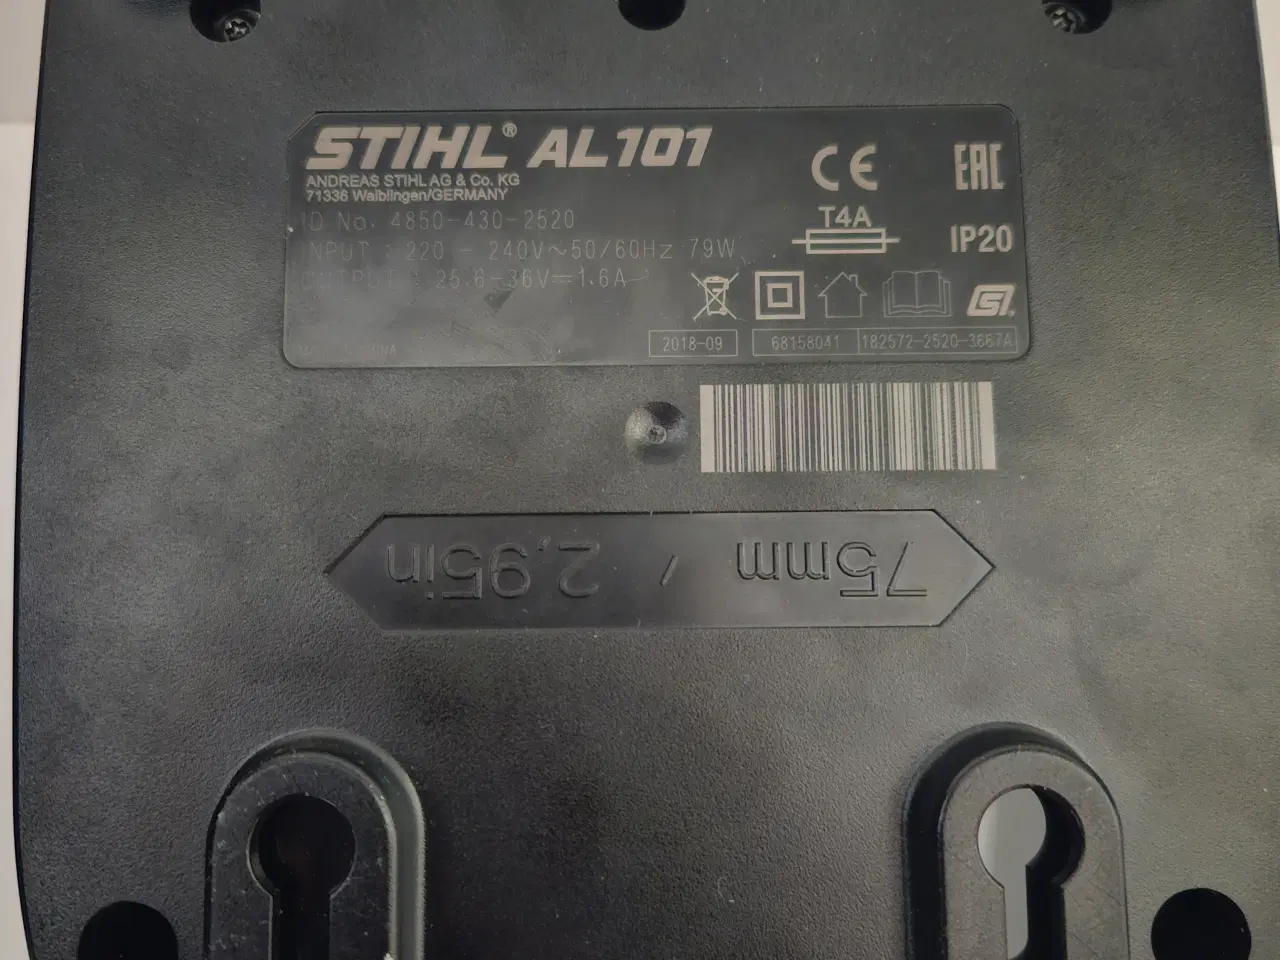 STIHL® AL 101
ANDREAS STIHL AG & Co. KG
71336 Waiblingen/GERMANY
ID No. 4850-430-2520
INPUT : 220 - 240V~50/60Hz 79W
OUTPUT : 25.6-36V⎓1.6A
CE
EAC
T4A
IP20
2018-09
68158041
182572-2520-3667A
75mm / 2,95in